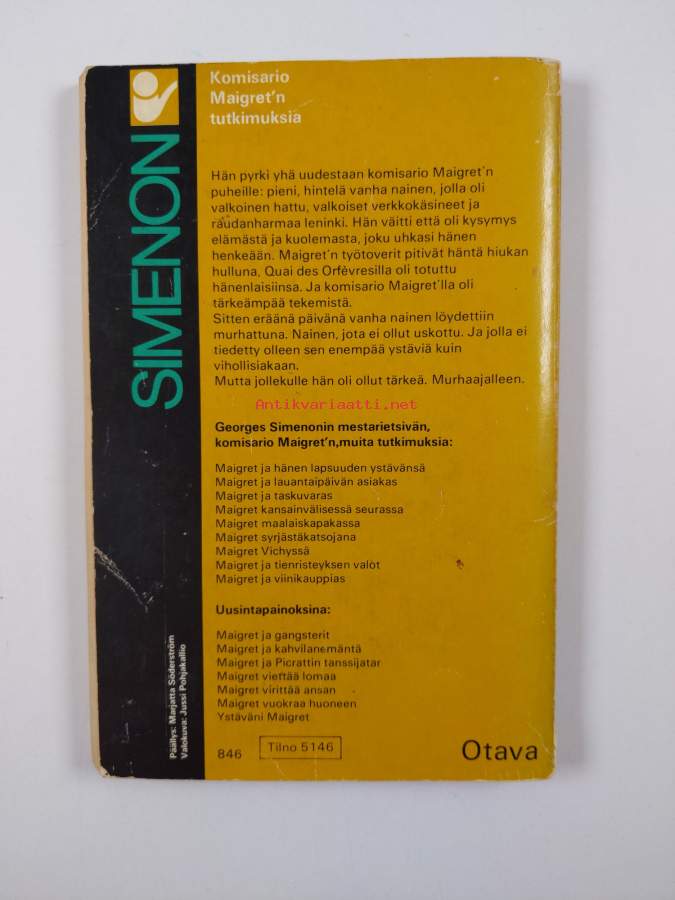 SIMENON
Komisario
Maigret'n
tutkimuksia
Hän pyrki yhä uudestaan komisario Maigret'n
puheille: pieni, hintelä vanha nainen, jolla oli
valkoinen hattu, valkoiset verkkokäsineet ja
raudanharmaa leninki. Hän väitti että oli kysymys
elämästä ja kuolemasta, joku uhkasi hänen
henkeään. Maigret'n työtoverit pitivät häntä hiukan
hulluna, Quai des Orfèvresilla oli totuttu
hänenlaisiinsa. Ja komisario Maigret'lla oli
tärkeämpää tekemistä.
Sitten eräänä päivänä vanha nainen löydettiin
murhattuna. Nainen, jota ei ollut uskottu. Ja jolla ei
tiedetty olleen sen enempää ystäviä kuin
vihollisiakaan.
Mutta jollekulle hän oli ollut tärkeä. Murhaajalleen.
Antikvariaatti.net
Georges Simenonin mestarietsivän,
komisario Maigret'n,muita tutkimuksia:
Maigret ja hänen lapsuuden ystävänsä
Maigret ja lauantaipäivän asiakas
Maigret ja taskuvaras
Maigret kansainvälisessä seurassa
Maigret maalaiskapakassa
Maigret syrjästäkatsojana
Maigret Vichyssä
Maigret ja tienristeyksen valot
Maigret ja viinikauppias
Uusintapainoksina:
Maigret ja gangsterit
Maigret ja kahvilanemäntä
Maigret ja Picrattin tanssijatar
Maigret viettää lomaa
Maigret virittää ansan
Maigret vuokraa huoneen
Ystäväni Maigret
846
Tilno 5146
Otava
Päällys: Marjatta Söderström
Valokuva: Jussi Pohjakallio